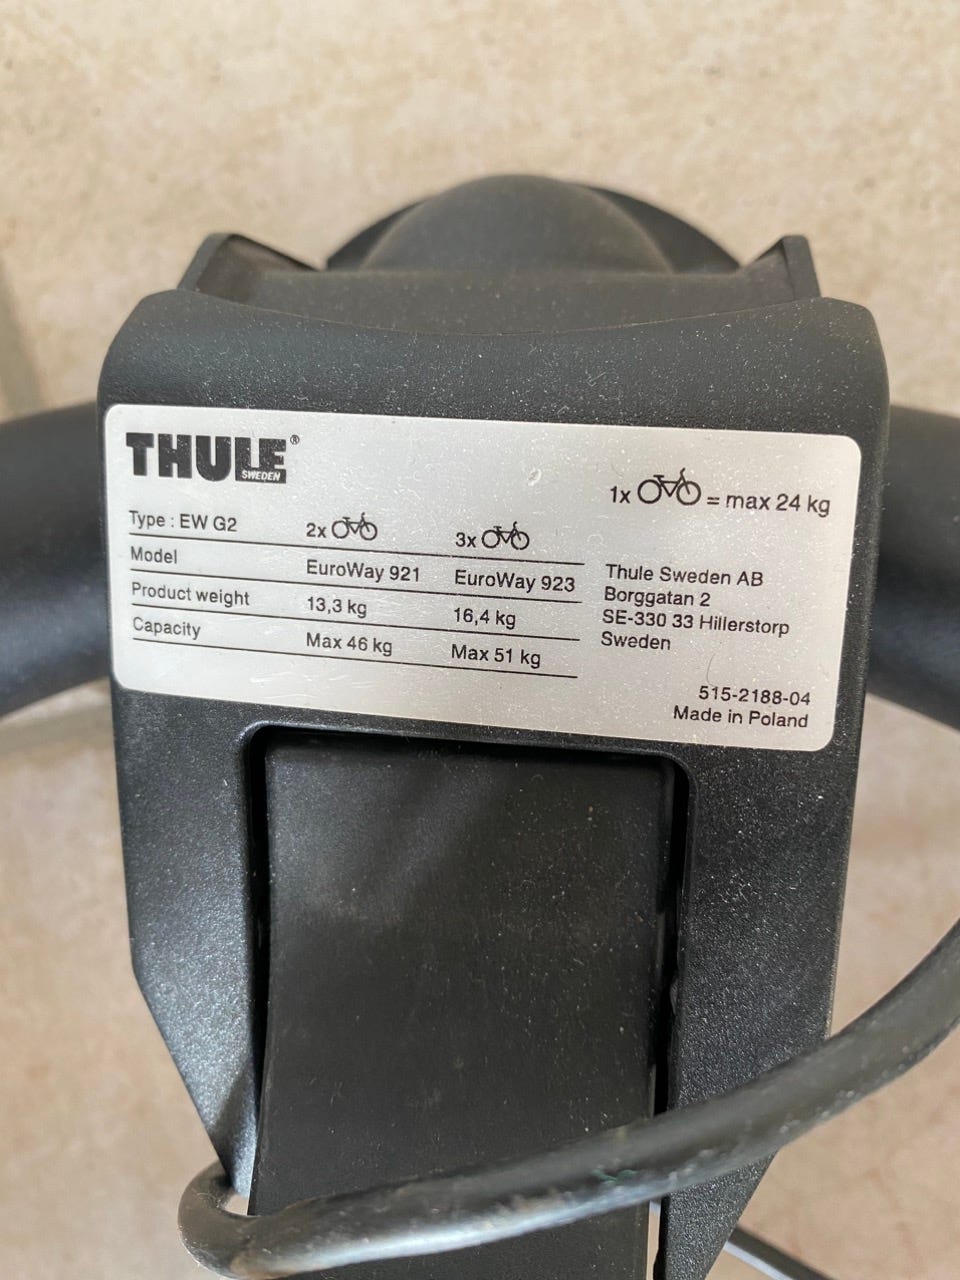 THULE®
SWEDEN
1x = max 24 kg
Type : EW G2 2x 3x
Model EuroWay 921 EuroWay 923
Product weight 13,3 kg 16,4 kg
Capacity Max 46 kg Max 51 kg
Thule Sweden AB
Borggatan 2
SE-330 33 Hillerstorp
Sweden
515-2188-04
Made in Poland